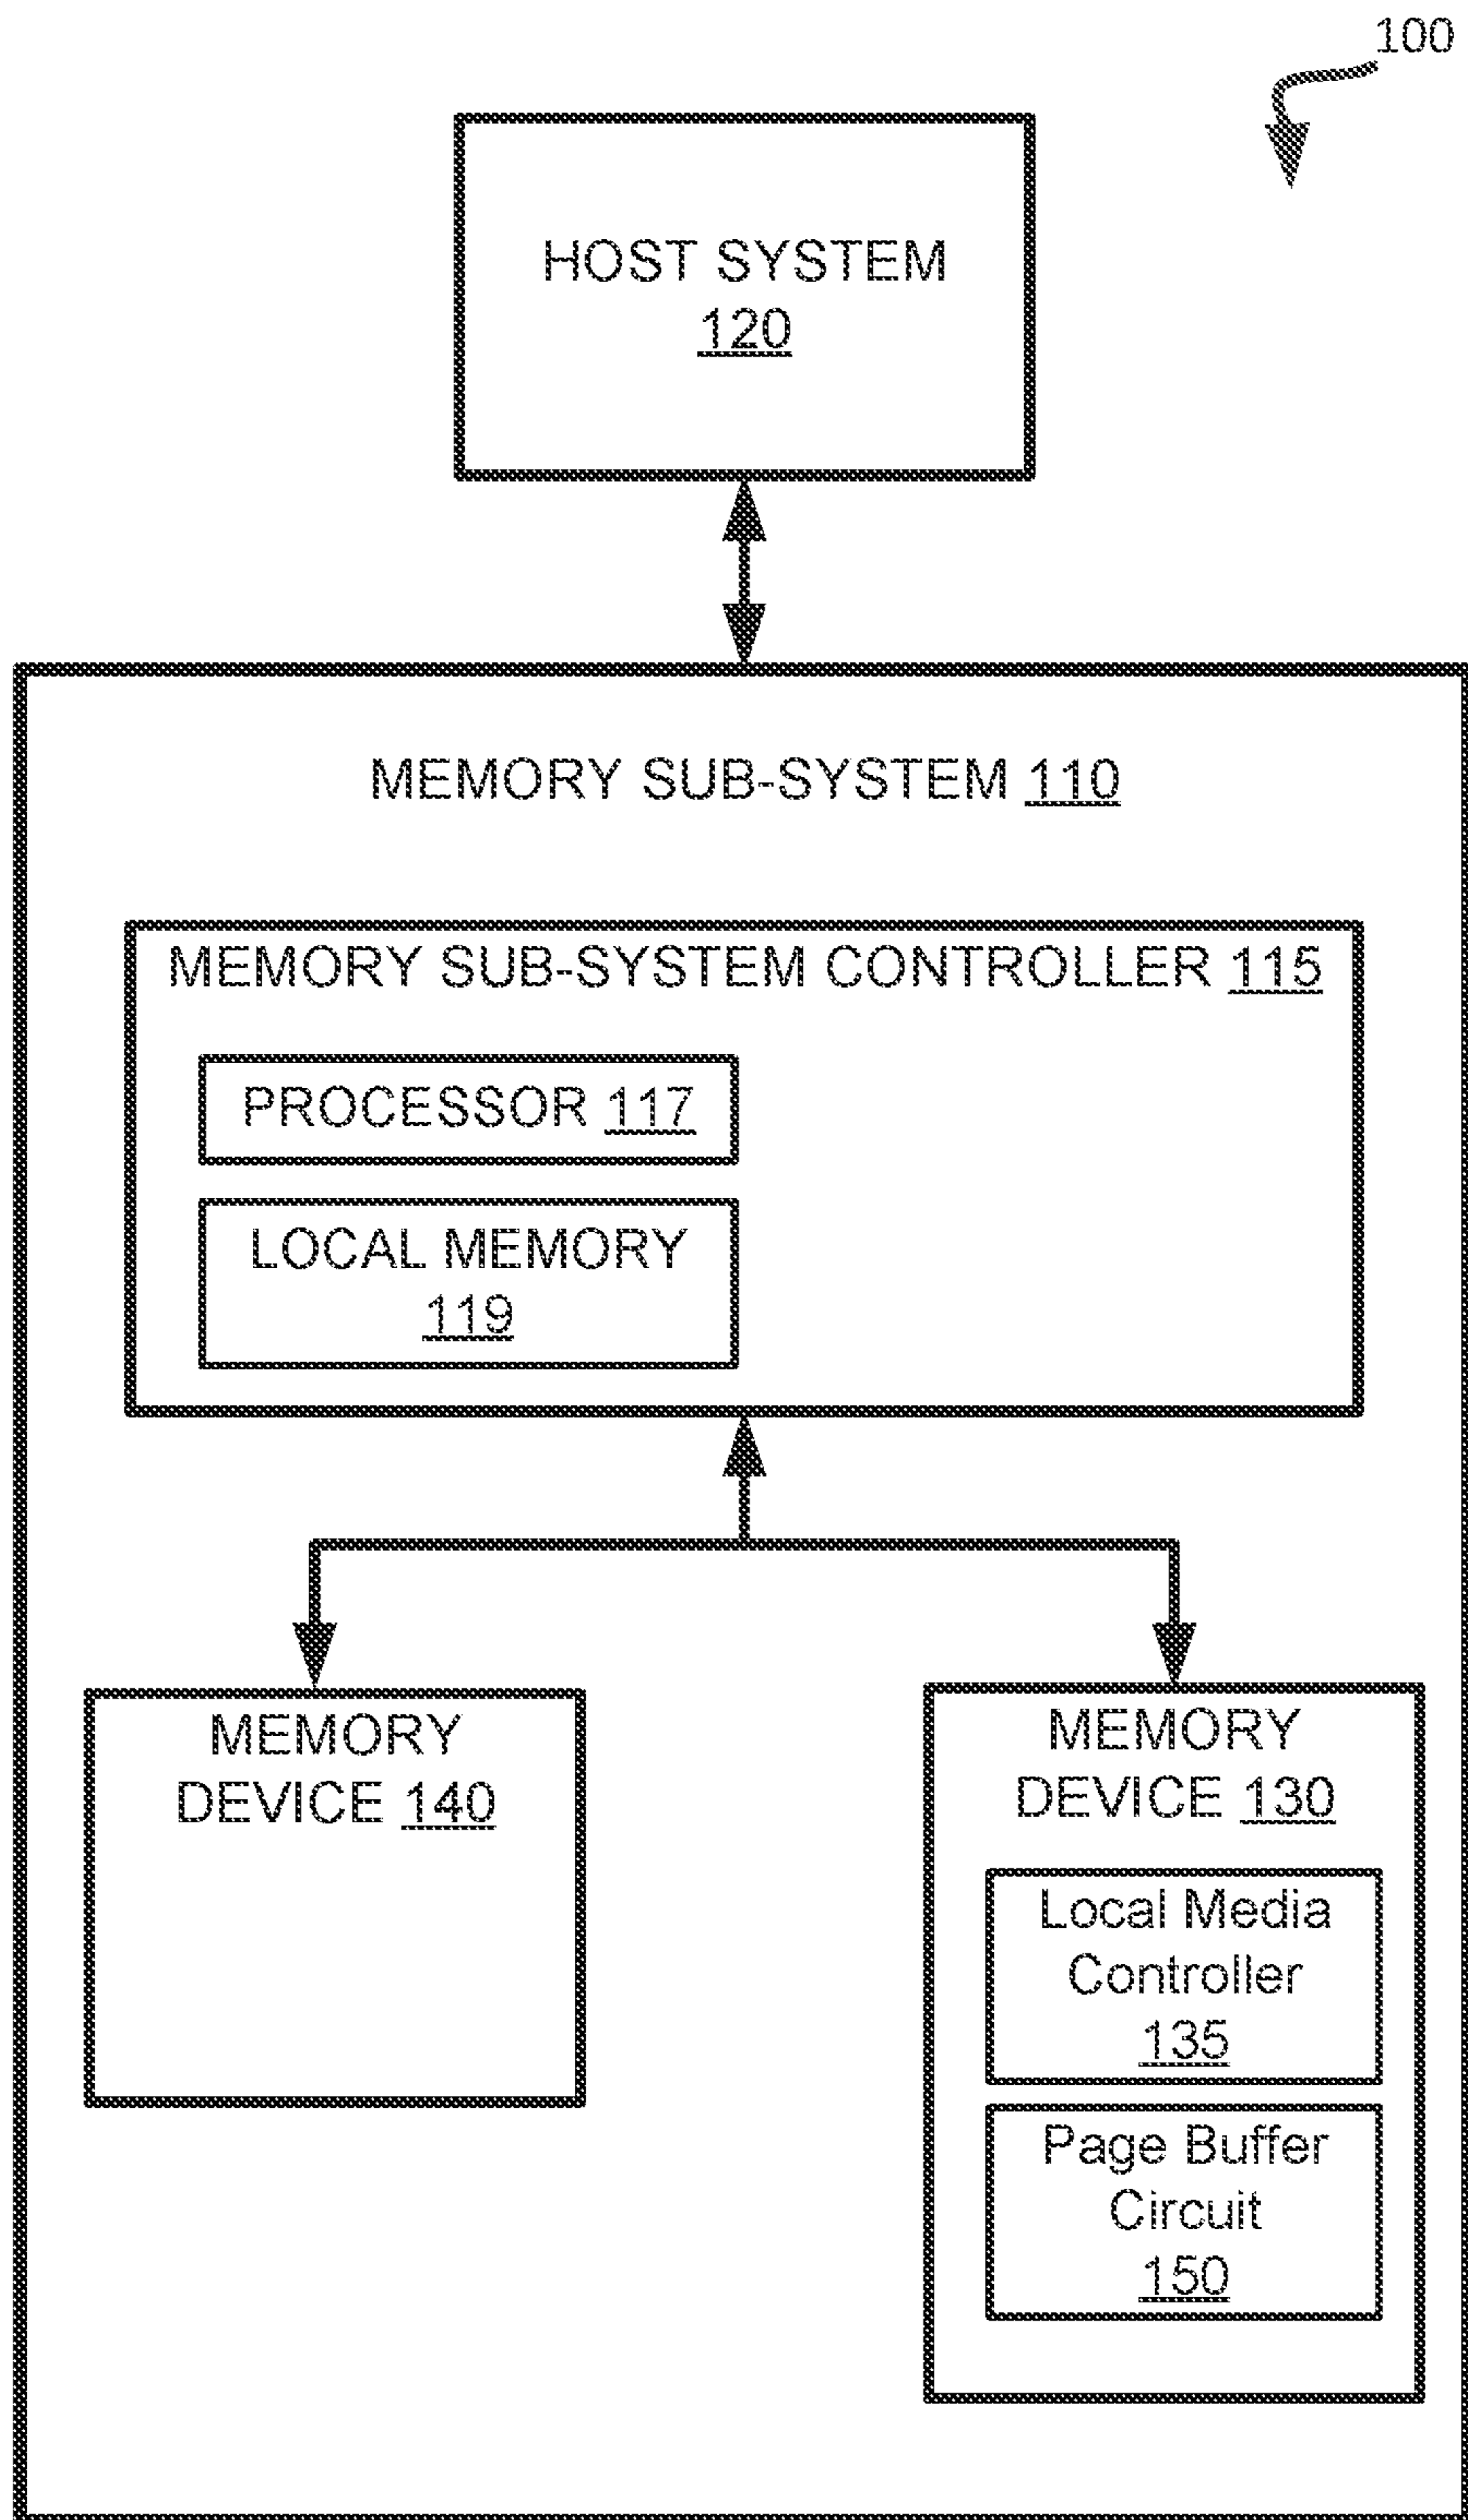 100
HOST SYSTEM
120
MEMORY SUB-SYSTEM 110
MEMORY SUB-SYSTEM CONTROLLER 115
PROCESSOR 117
LOCAL MEMORY
119
MEMORY
DEVICE 140
MEMORY
DEVICE 130
Local Media
Controller
135
Page Buffer
Circuit
150